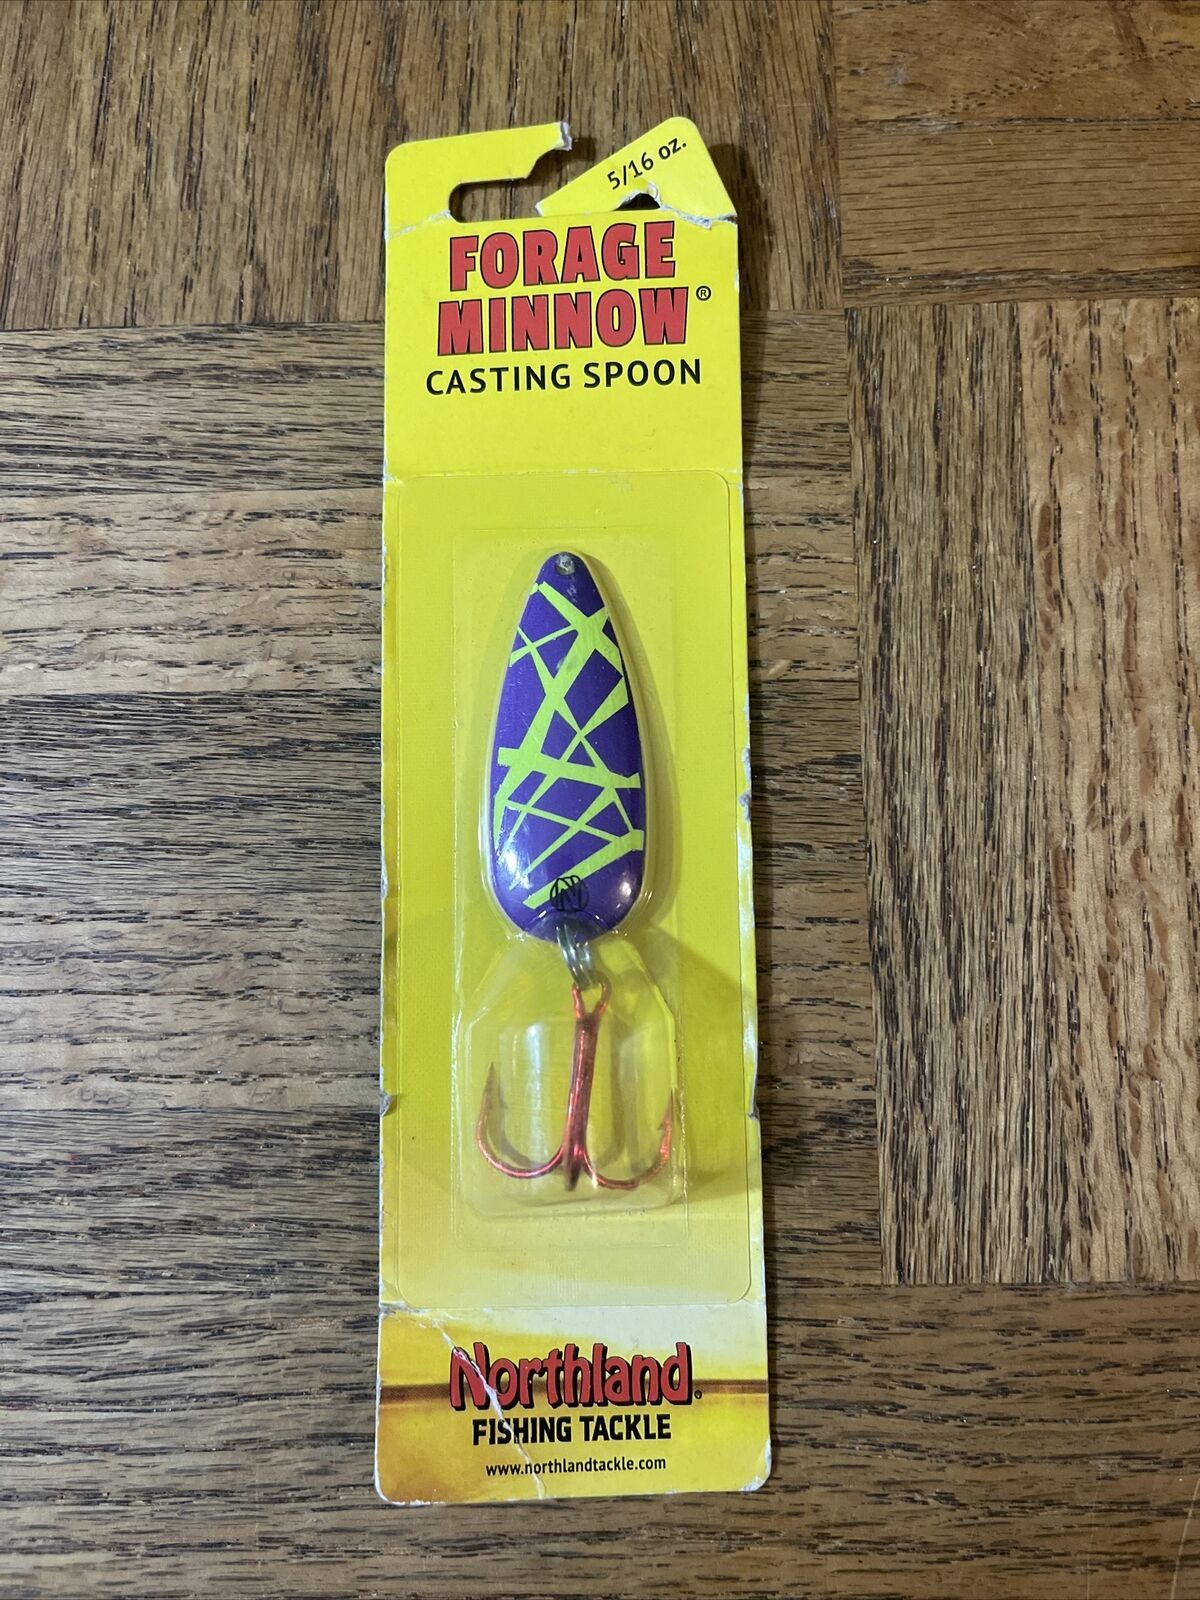 5/16 oz.
FORAGE
MINNOW®
CASTING SPOON
N
Northland®
FISHING TACKLE
www.northlandtackle.com